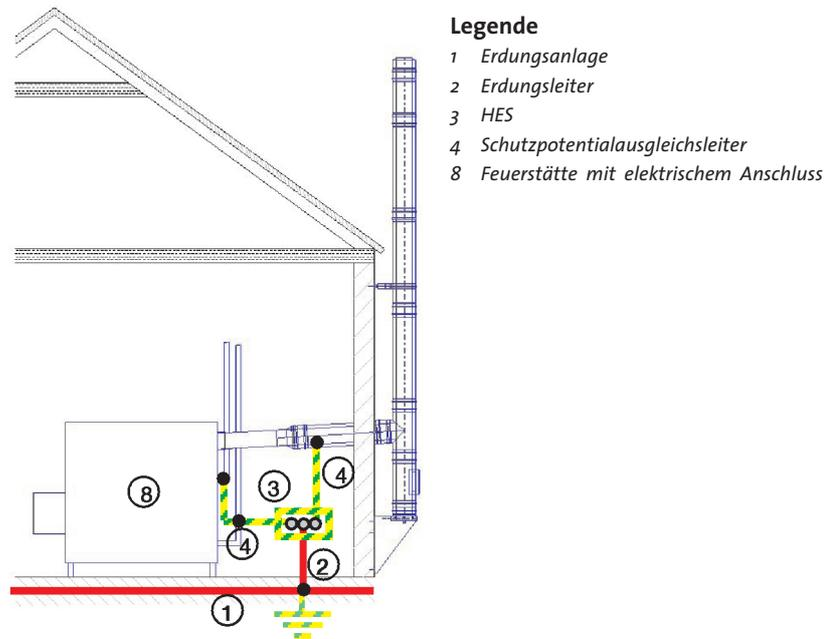 Legende
1 Erdungsanlage
2 Erdungsleiter
3 HES
4 Schutzpotentialausgleichsleiter
8 Feuerstätte mit elektrischem Anschluss
4
3
8
4
2
1